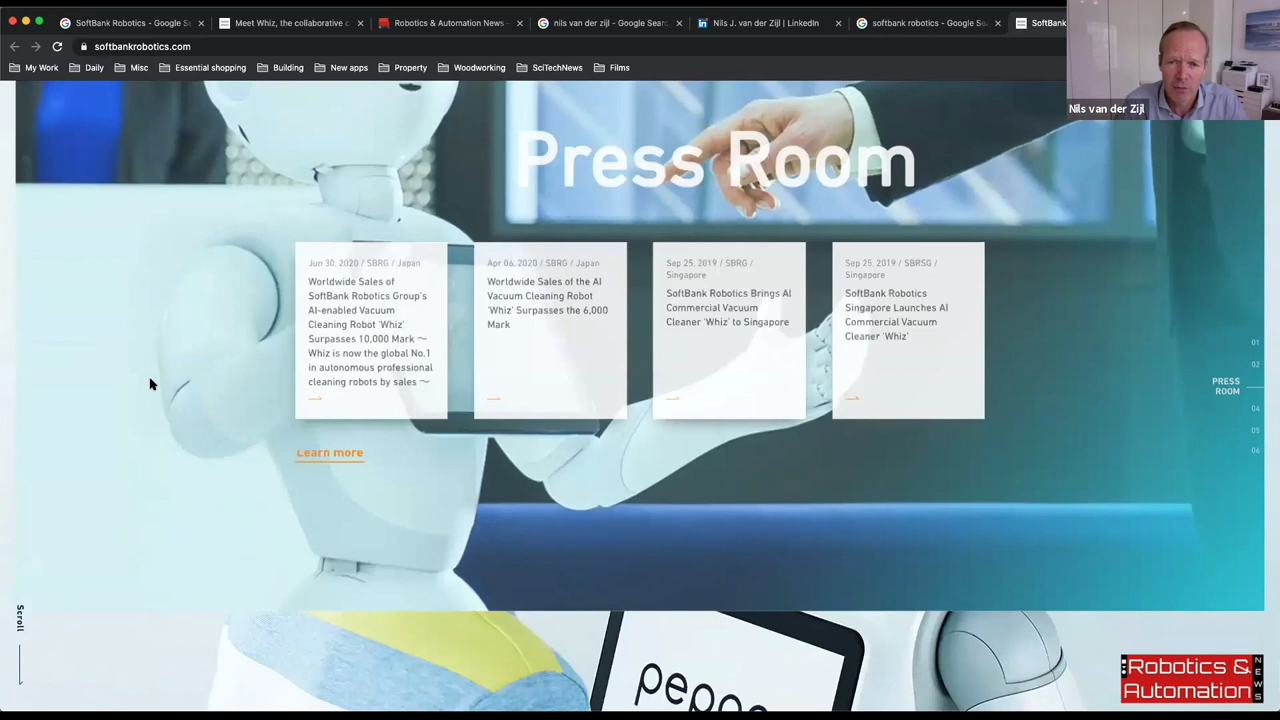 SoftBank Robotics - Google Se
Meet Whiz, the collaborative c
Robotics & Automation News -
nils van der zijl - Google Searc
Nils J. van der Zijl | LinkedIn
softbank robotics - Google Se
SoftBank
softbankrobotics.com
My Work
Daily
Misc
Essential shopping
Building
New apps
Property
Woodworking
SciTechNews
Films
Nils van der Zijl
Press Room
Jun 30, 2020 / SBRG / Japan
Worldwide Sales of
SoftBank Robotics Group's
AI-enabled Vacuum
Cleaning Robot 'Whiz'
Surpasses 10,000 Mark ～
Whiz is now the global No.1
in autonomous professional
cleaning robots by sales ～
Apr 06, 2020 / SBRG / Japan
Worldwide Sales of the AI
Vacuum Cleaning Robot
'Whiz' Surpasses the 6,000
Mark
Sep 25, 2019 / SBRG /
Singapore
SoftBank Robotics Brings AI
Commercial Vacuum
Cleaner 'Whiz' to Singapore
Sep 25, 2019 / SBRSG /
Singapore
SoftBank Robotics
Singapore Launches AI
Commercial Vacuum
Cleaner 'Whiz'
Learn more
01
02
PRESS
ROOM
04
05
06
Scroll
peppe
Robotics &
Automation
NEWS